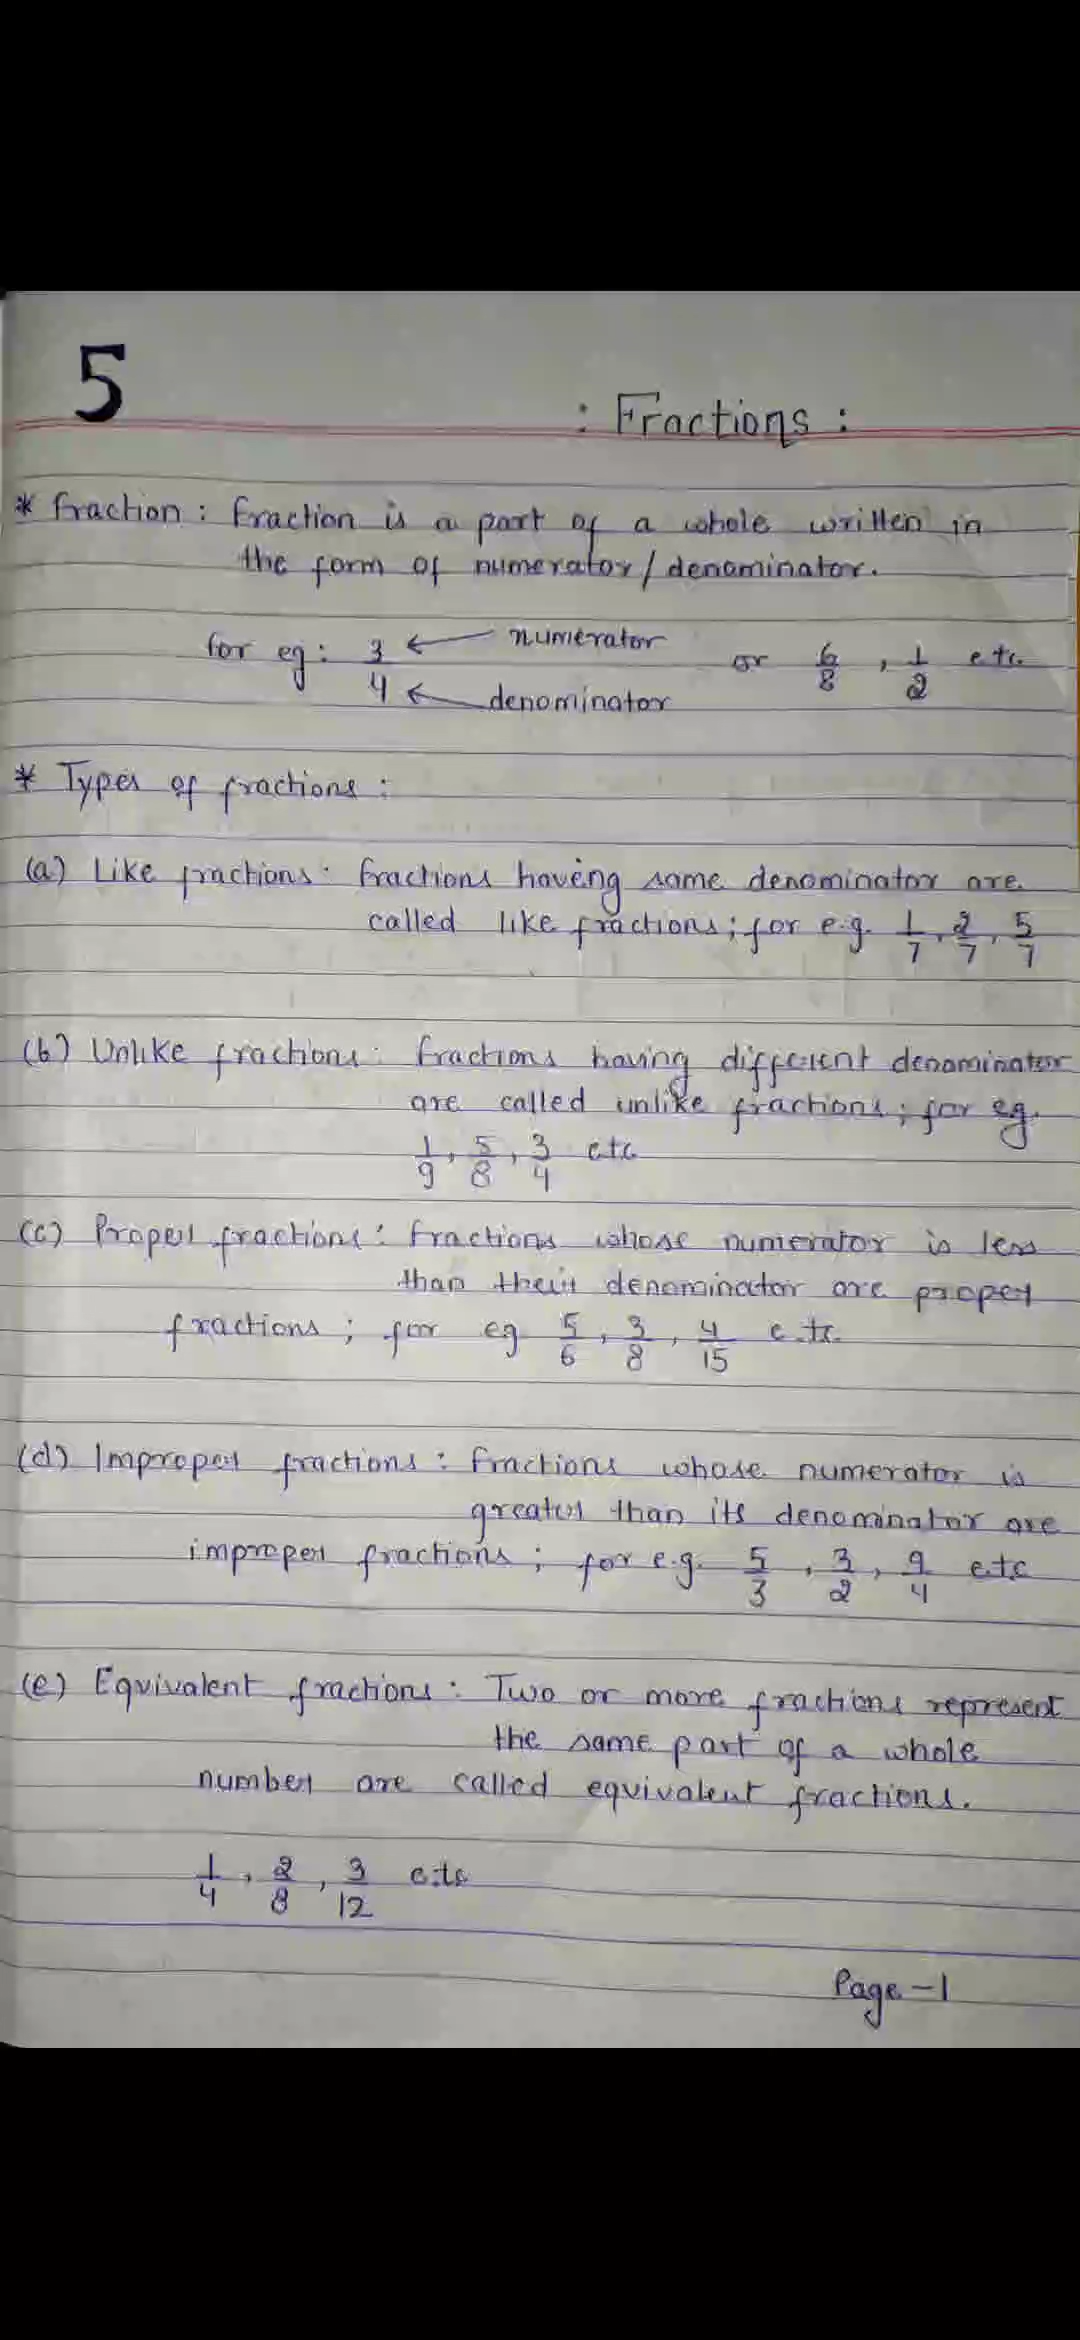 5
: Fractions :
* fraction : fraction is a part of a whole written in
the form of numerator/denominator.
for eg : 3/4 ← numerator ← denominator or 6/8 , 1/2 etc.
* Types of fractions :
(a) Like fractions : fractions having same denominator are
called like fractions ; for e.g. 1/7, 2/7, 5/7
(b) Unlike fractions : fractions having different denominator
are called unlike fractions ; for eg.
1/9, 5/8, 3/4 etc
(c) Proper fractions : fractions whose numerator is less
than their denominator are proper
fractions ; for eg 5/6, 3/8, 4/15 etc.
(d) Improper fractions : fractions whose numerator is
greater than its denominator are
improper fractions ; for e.g. 5/3, 3/2, 9/4 etc
(e) Equivalent fractions : Two or more fractions represent
the same part of a whole
number are called equivalent fractions.
1/4, 2/8, 3/12 etc
Page -1